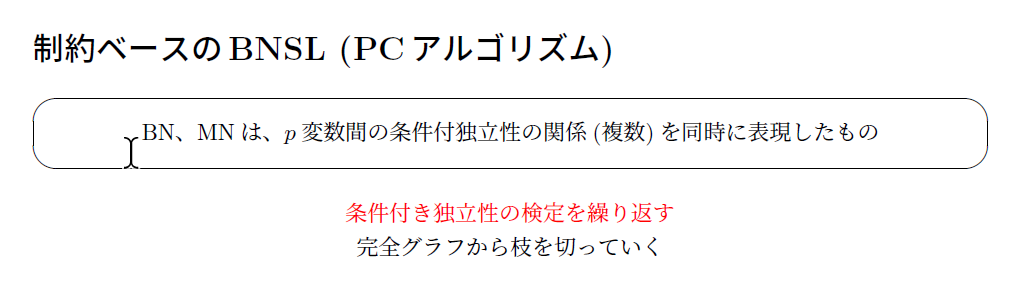 制約ベースの BNSL (PC アルゴリズム)
BN、MN は、p 変数間の条件付独立性の関係 (複数) を同時に表現したもの
条件付き独立性の検定を繰り返す
完全グラフから枝を切っていく